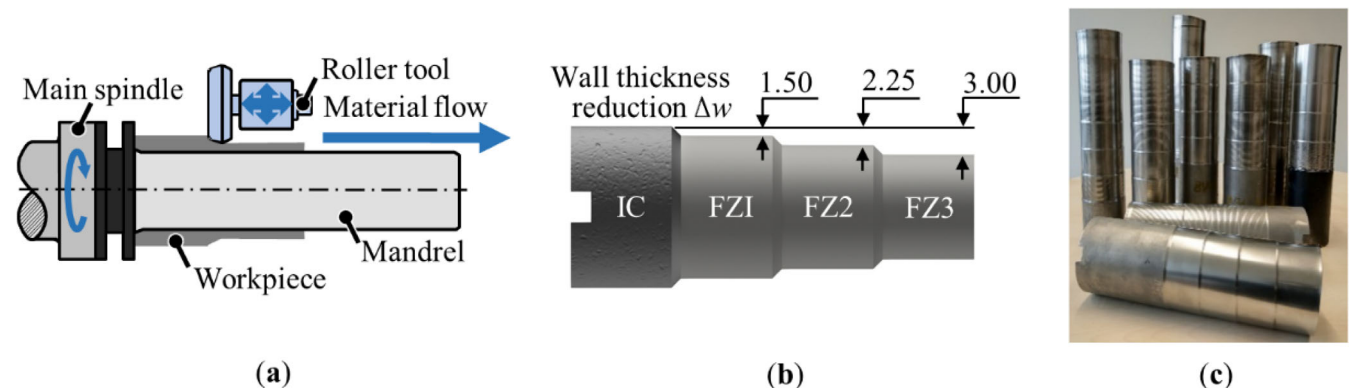 Main spindle
Roller tool
Material flow
Mandrel
Workpiece
(a)
Wall thickness
reduction Δw
1.50
2.25
3.00
IC
FZ1
FZ2
FZ3
(b)
(c)